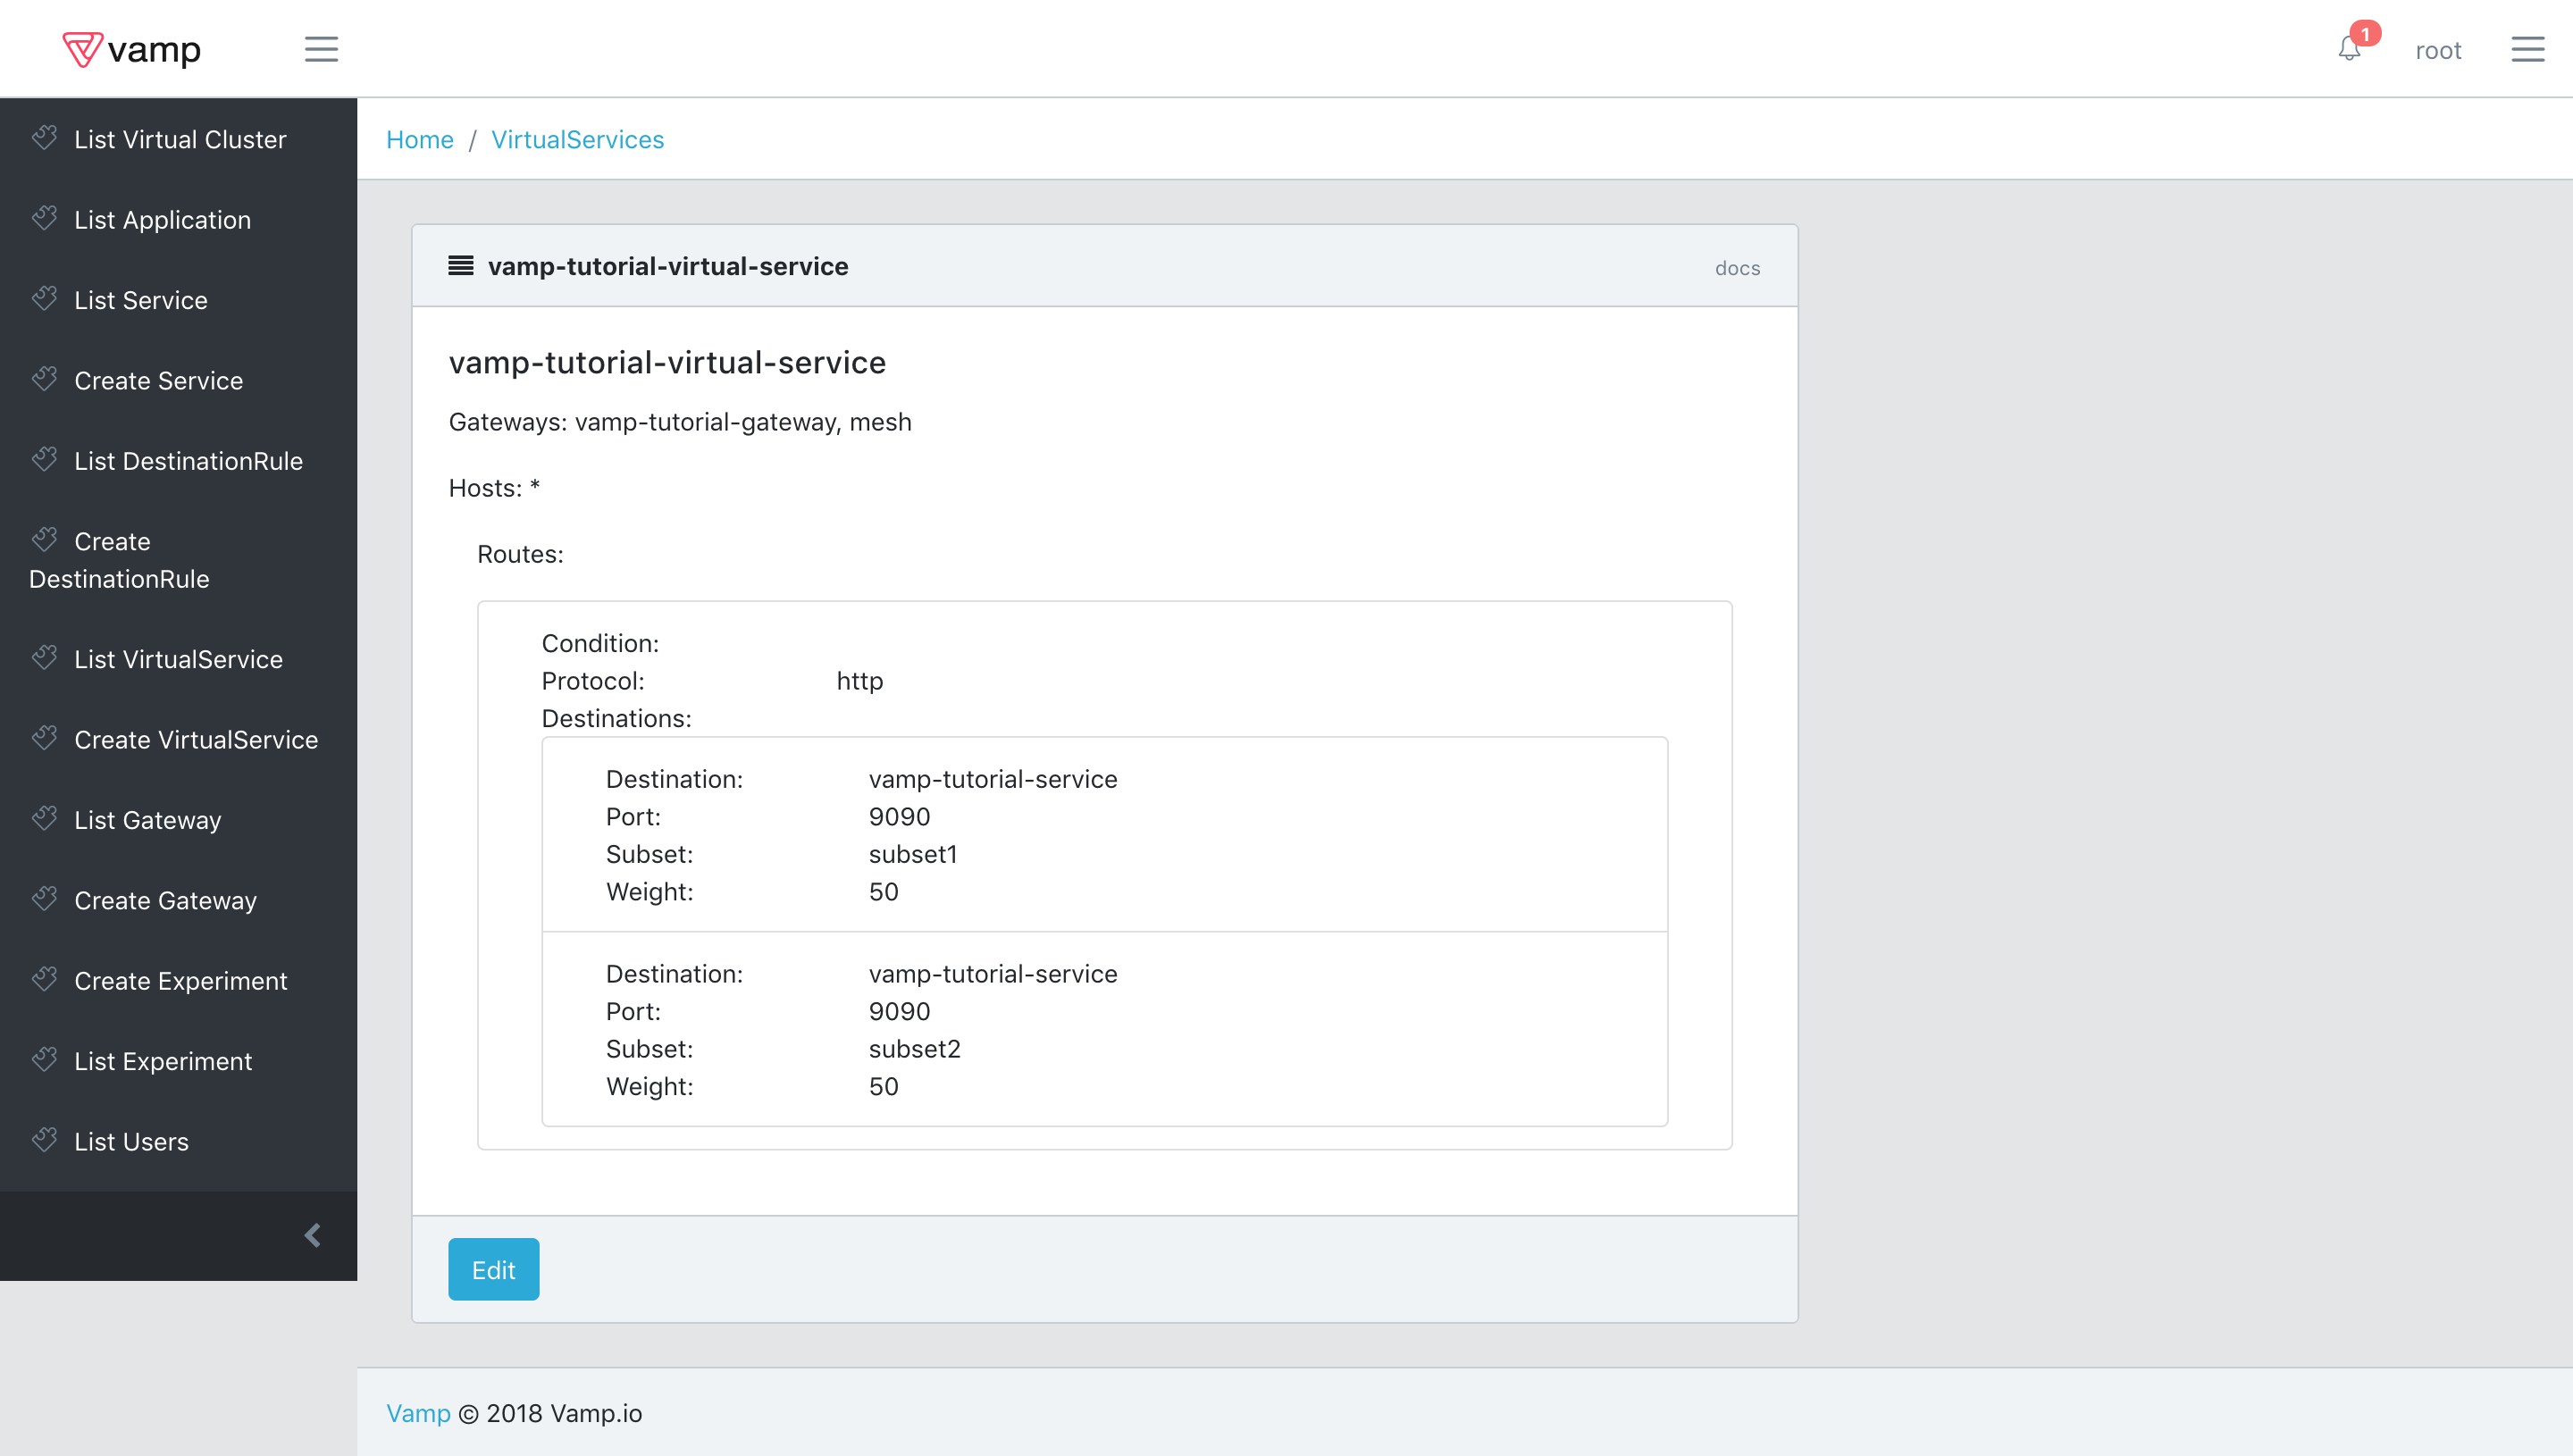 vamp
1
root
List Virtual Cluster
List Application
List Service
Create Service
List DestinationRule
Create
DestinationRule
List VirtualService
Create VirtualService
List Gateway
Create Gateway
Create Experiment
List Experiment
List Users
Home / VirtualServices
vamp-tutorial-virtual-service
docs
vamp-tutorial-virtual-service
Gateways: vamp-tutorial-gateway, mesh
Hosts: *
Routes:
Condition:
Protocol: http
Destinations:
Destination: vamp-tutorial-service
Port: 9090
Subset: subset1
Weight: 50
Destination: vamp-tutorial-service
Port: 9090
Subset: subset2
Weight: 50
Edit
Vamp © 2018 Vamp.io